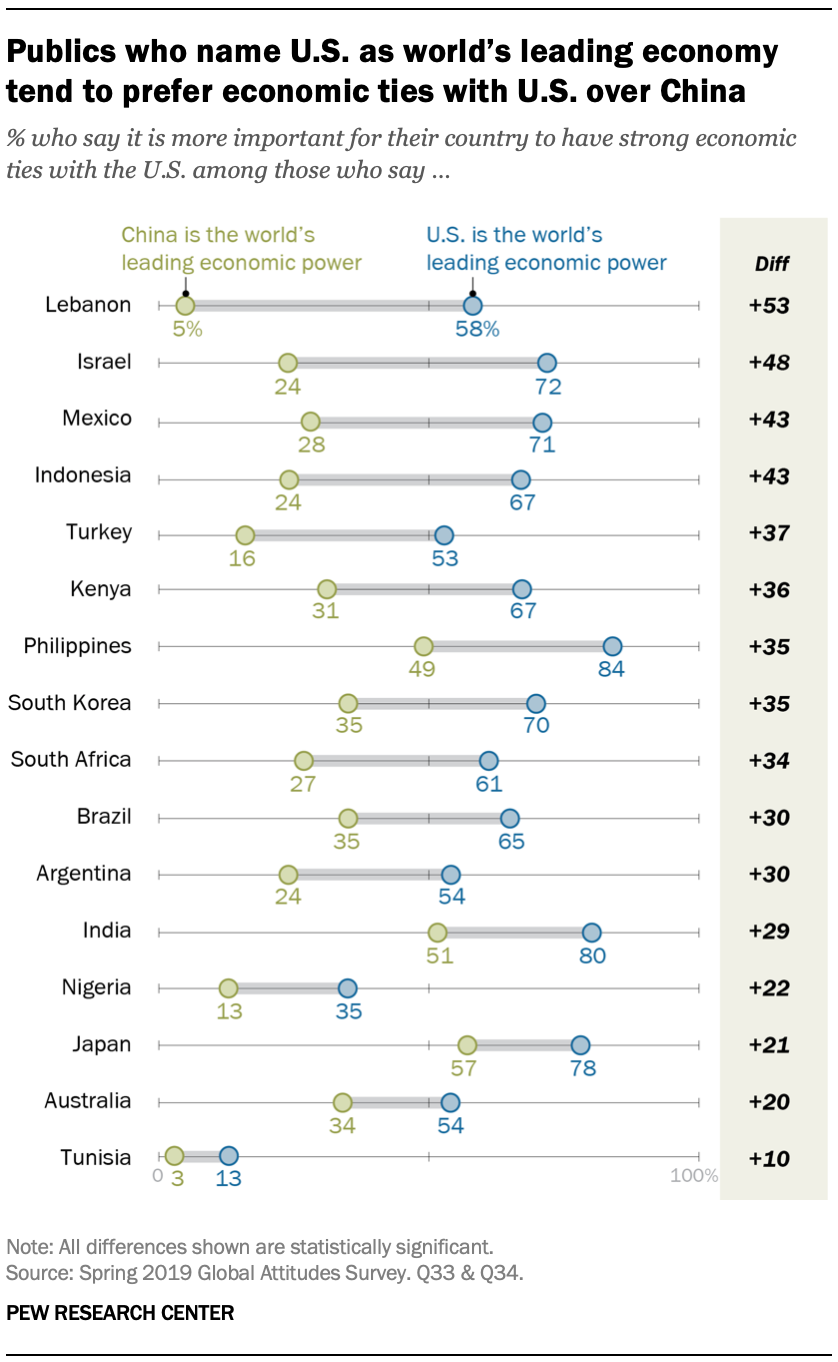 Publics who name U.S. as world's leading economy
tend to prefer economic ties with U.S. over China
% who say it is more important for their country to have strong economic
ties with the U.S. among those who say ...
China is the world's
leading economic power
U.S. is the world's
leading economic power
Diff
Lebanon 5% 58% +53
Israel 24 72 +48
Mexico 28 71 +43
Indonesia 24 67 +43
Turkey 16 53 +37
Kenya 31 67 +36
Philippines 49 84 +35
South Korea 35 70 +35
South Africa 27 61 +34
Brazil 35 65 +30
Argentina 24 54 +30
India 51 80 +29
Nigeria 13 35 +22
Japan 57 78 +21
Australia 34 54 +20
Tunisia 3 13 +10
0 100%
Note: All differences shown are statistically significant.
Source: Spring 2019 Global Attitudes Survey. Q33 & Q34.
PEW RESEARCH CENTER